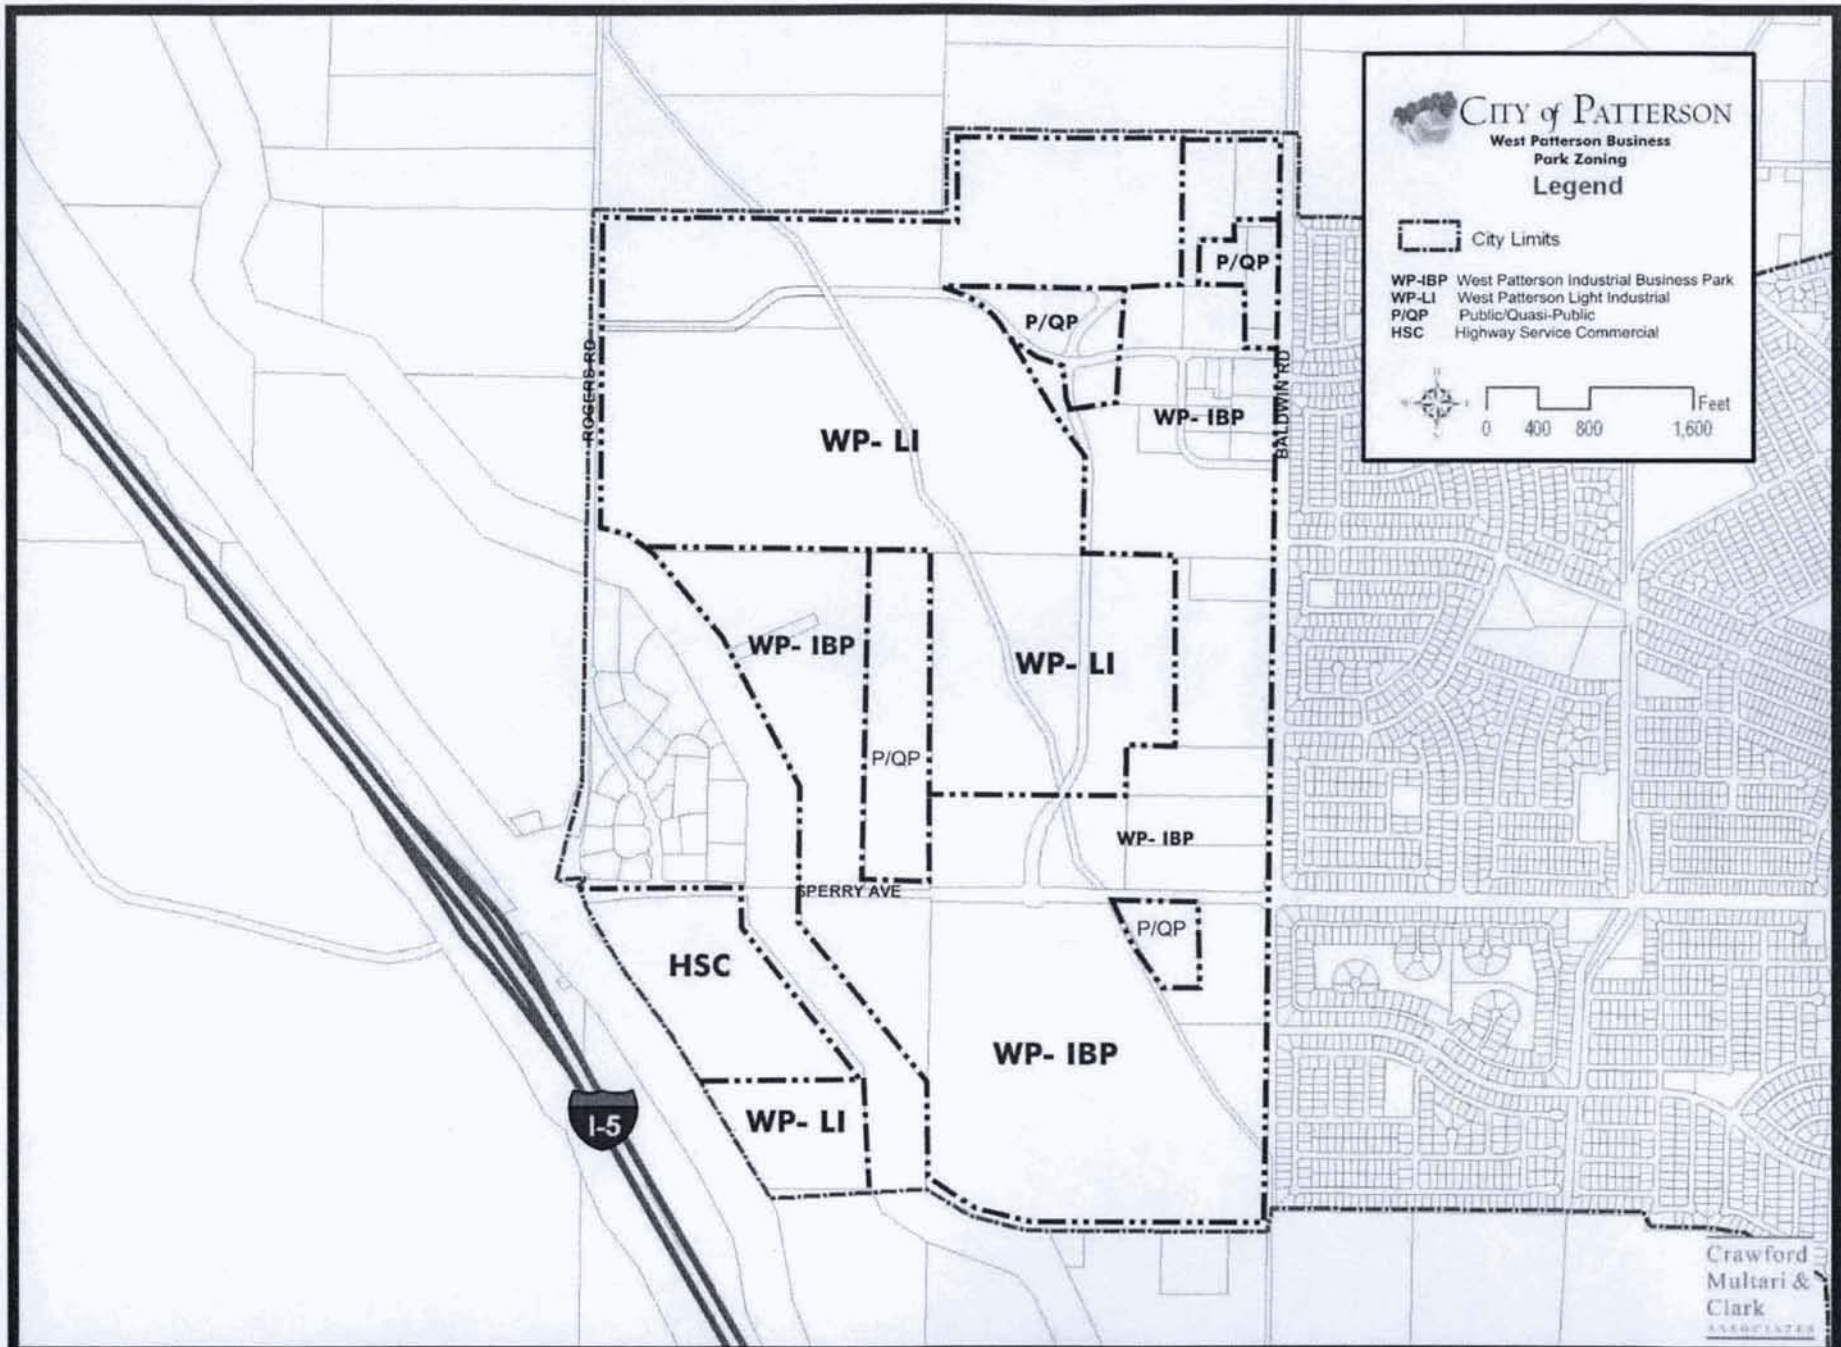 CITY of PATTERSON
West Patterson Business
Park Zoning
Legend
City Limits
WP-IBP West Patterson Industrial Business Park
WP-LI West Patterson Light Industrial
P/QP Public/Quasi-Public
HSC Highway Service Commercial
Feet
0 400 800 1,600
P/QP
P/QP
ROGERS RD
BALDWIN RD
WP- IBP
WP- LI
WP- IBP
WP- LI
P/QP
WP- IBP
SPERRY AVE
P/QP
HSC
WP- IBP
WP- LI
I-5
Crawford
Multari &
Clark
ASSOCIATES